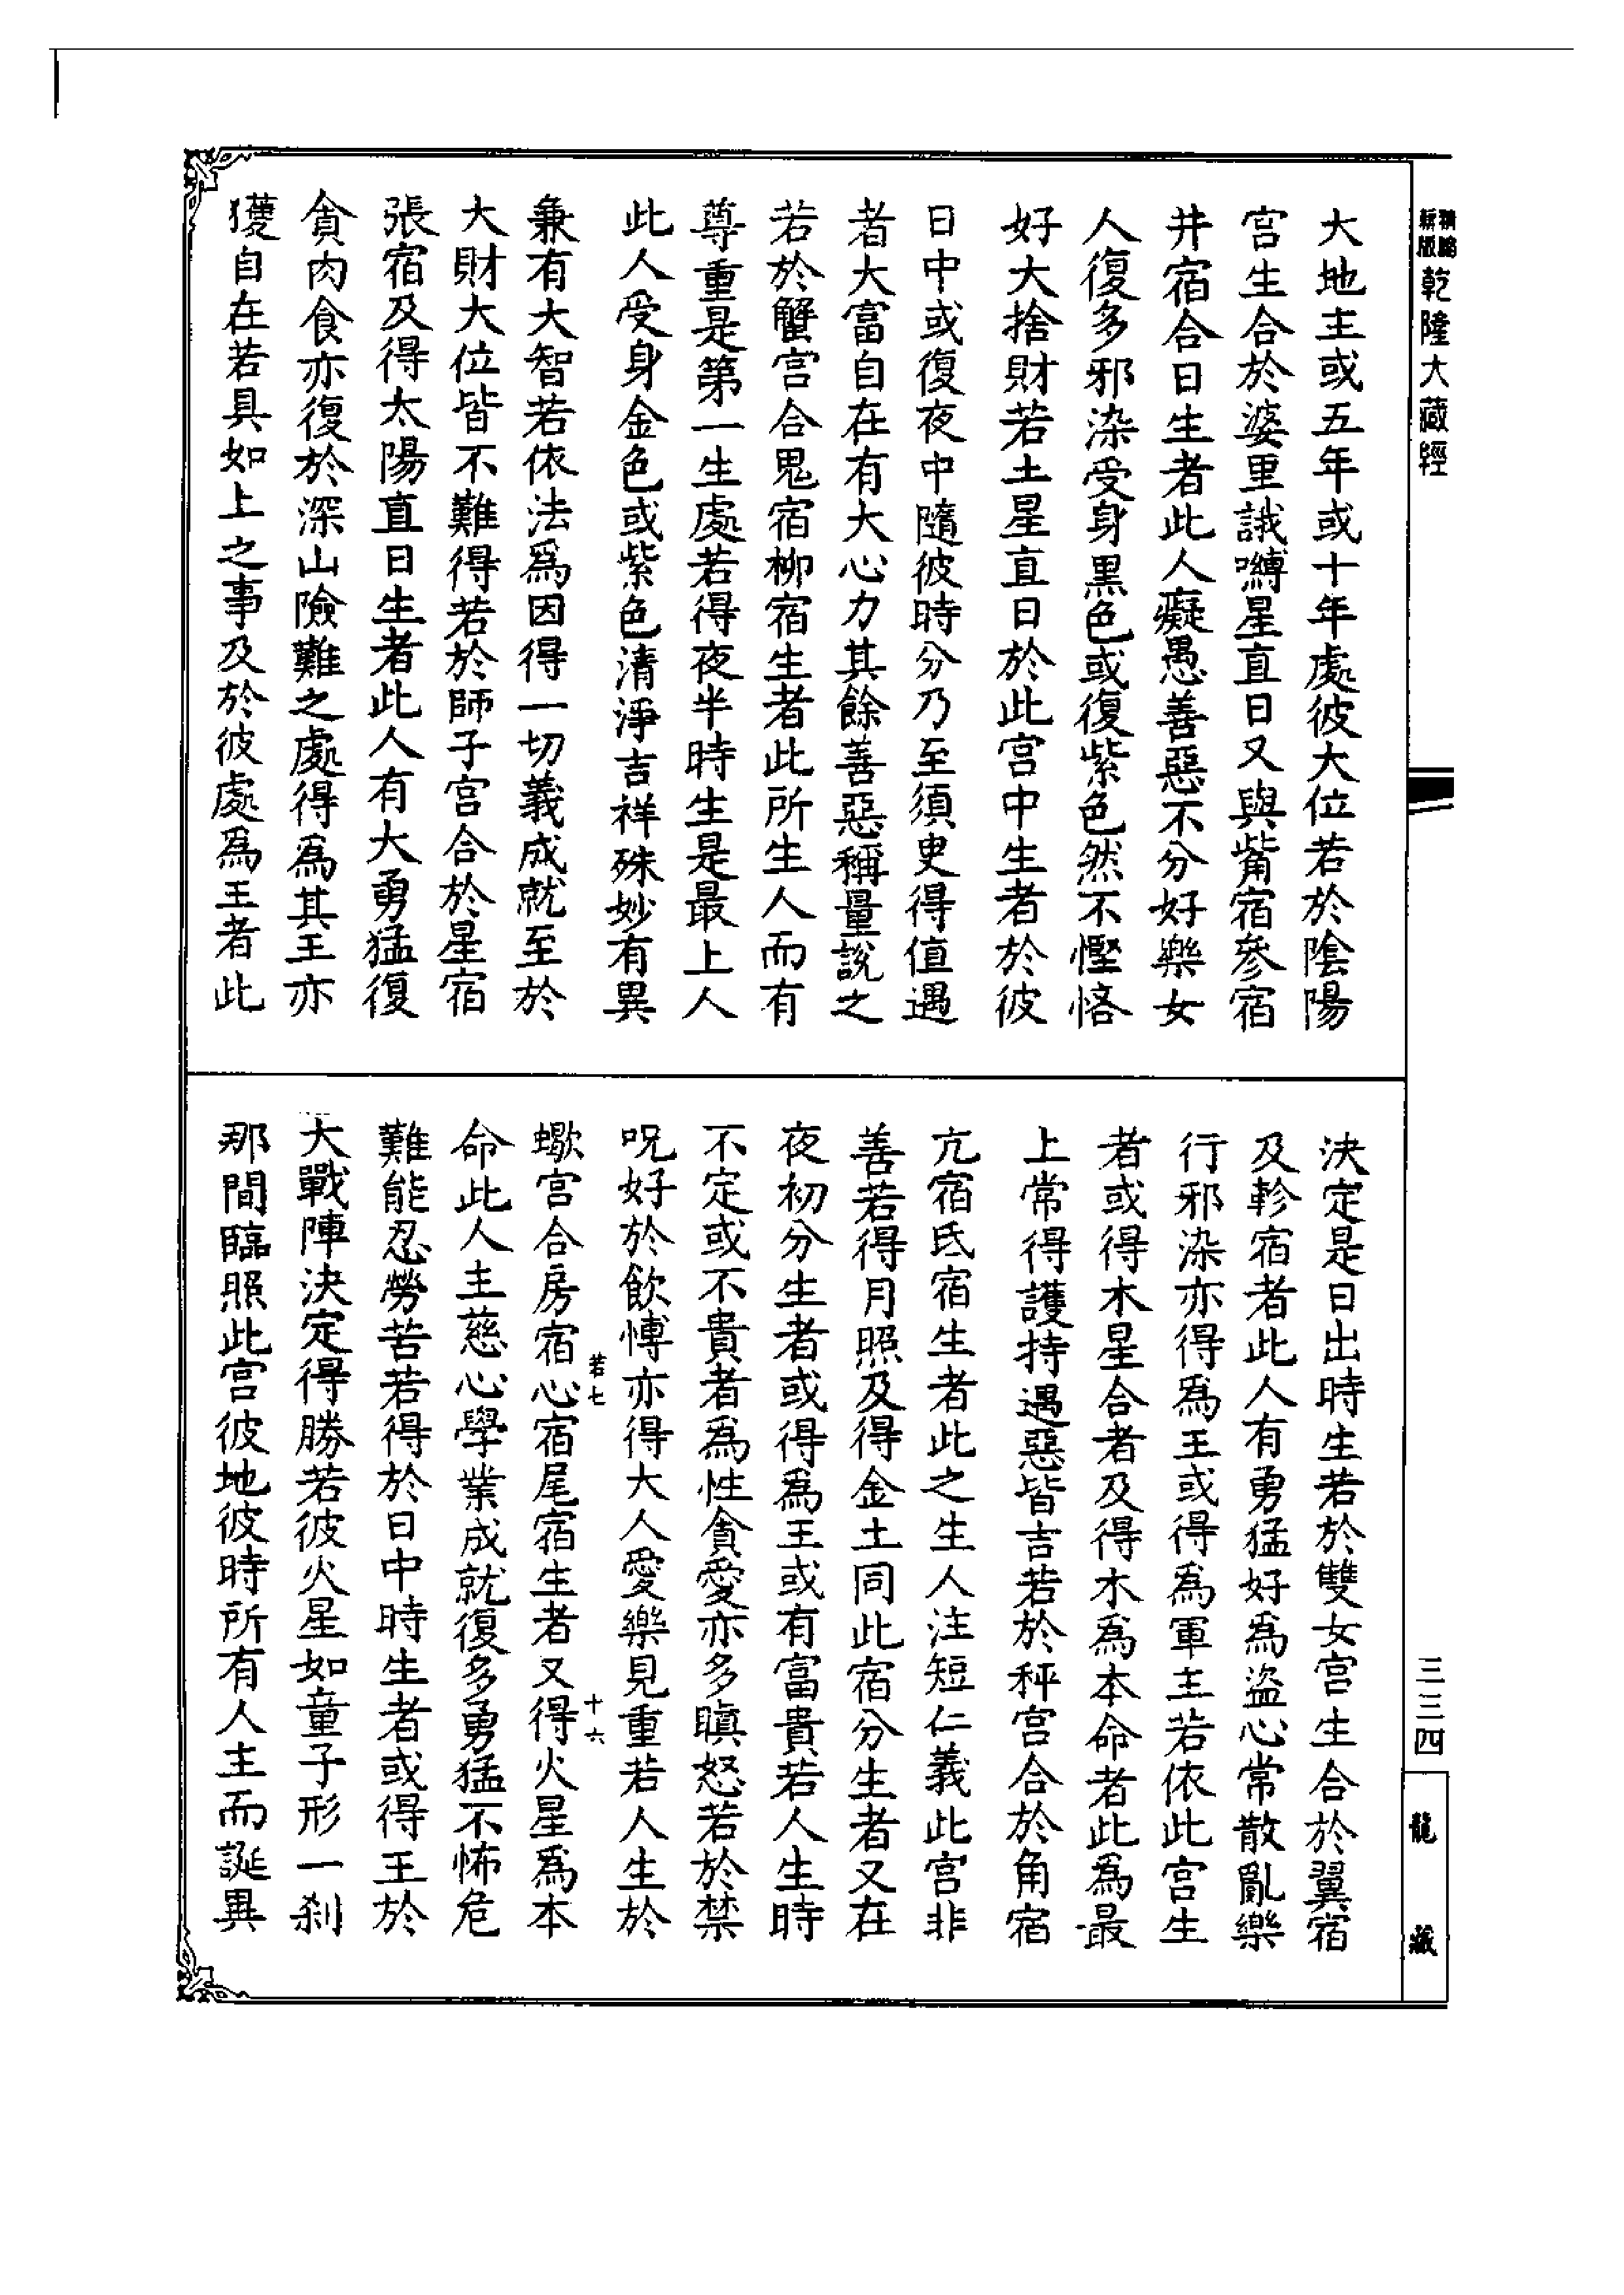 精縮
新版
乾隆大藏經
大地主或五年或十年處彼大位若於陰陽
宮生合於婆里誐嚩星直日又與觜宿參宿
井宿合日生者此人癡愚善惡不分好樂女
人復多邪染受身黑色或復紫色然不慳悋
好大捨財若土星直日於此宮中生者於彼
日中或復夜中隨彼時分乃至須臾得值遇
者大富自在有大心力其餘善惡稱量說之
若於蟹宮合鬼宿柳宿生者此所生人而有
尊重是第一生處若得夜半時生是最上人
此人受身金色或紫色清淨吉祥殊妙有異
兼有大智若依法為因得一切義成就至於
大財大位皆不難得若於師子宮合於星宿
張宿及得太陽直日生者此人有大勇猛復
貪肉食亦復於深山險難之處得為其王亦
獲自在若具如上之事及於彼處為王者此
決定是日出時生若於雙女宮生合於翼宿
及軫宿者此人有勇猛好為盜心常散亂樂
行邪染亦得為王或得為軍主若依此宮生
者或得木星合者及得木為本命者此為最
上常得護持遇惡皆吉若於秤宮合於角宿
亢宿氐宿生者此之生人注短仁義此宮非
善若得月照及得金土同此宿分生者又在
夜初分生者或得為王或有富貴若人生時
不定或不貴者為性貪愛亦多瞋怒若於禁
呪好於飲愽亦得大人愛樂見重若人生於
若七
十六
蠍宮合房宿心宿尾宿生者又得火星為本
命此人主慈心學業成就復多勇猛不怖危
難能忍勞苦若得於日中時生者或得王於
大戰陣決定得勝若彼火星如童子形一剎
那間臨照此宮彼地彼時所有人主而誕異
三三四
龍藏